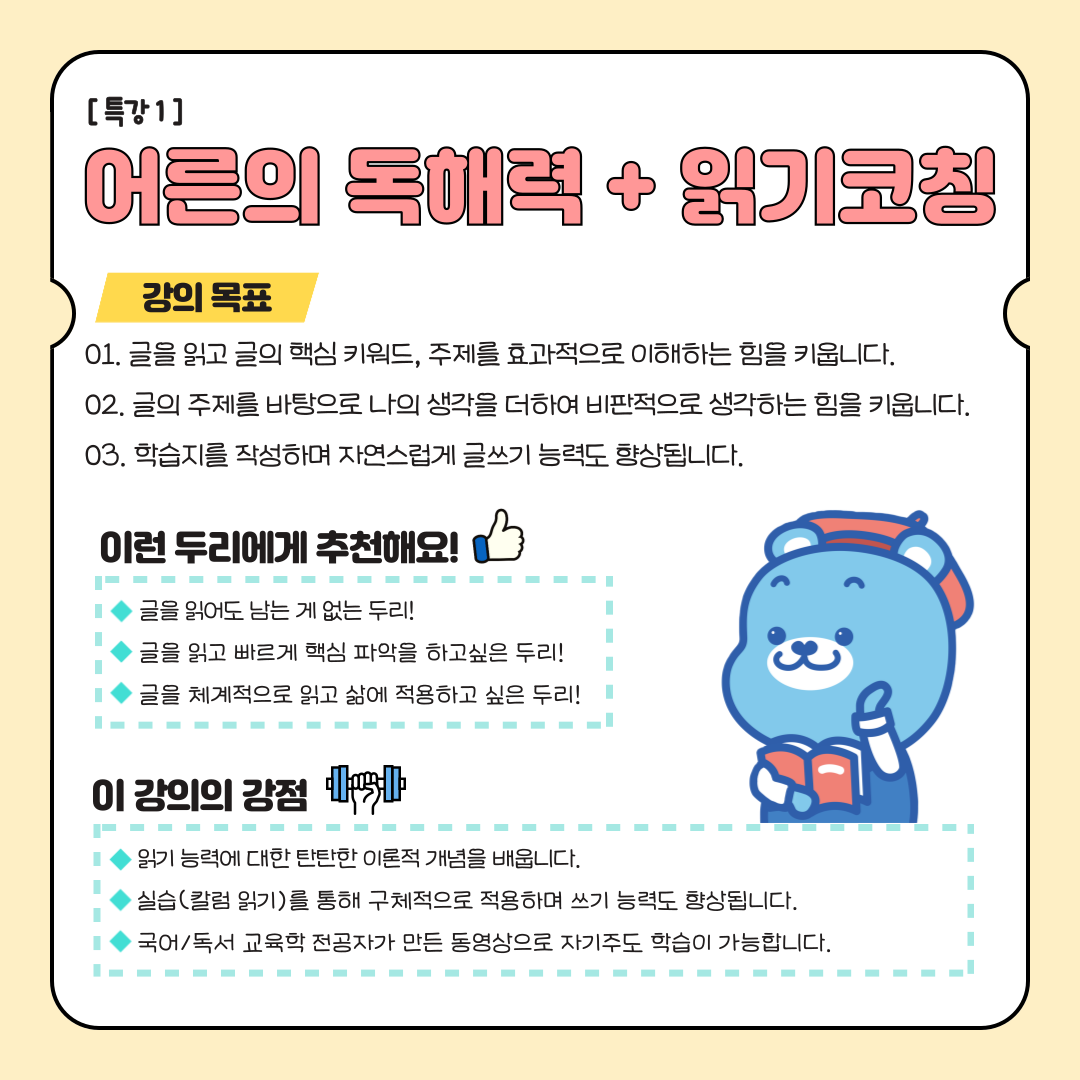 [ 특강 1 ]
어른의 독해력 + 읽기코칭
강의 목표
01. 글을 읽고 글의 핵심 키워드, 주제를 효과적으로 이해하는 힘을 키웁니다.
02. 글의 주제를 바탕으로 나의 생각을 더하여 비판적으로 생각하는 힘을 키웁니다.
03. 학습지를 작성하며 자연스럽게 글쓰기 능력도 향상됩니다.
이런 두리에게 추천해요!
글을 읽어도 남는 게 없는 두리!
글을 읽고 빠르게 핵심 파악을 하고싶은 두리!
글을 체계적으로 읽고 삶에 적용하고 싶은 두리!
이 강의의 강점
읽기 능력에 대한 탄탄한 이론적 개념을 배웁니다.
실습(칼럼 읽기)를 통해 구체적으로 적용하며 쓰기 능력도 향상됩니다.
국어/독서 교육학 전공자가 만든 동영상으로 자기주도 학습이 가능합니다.